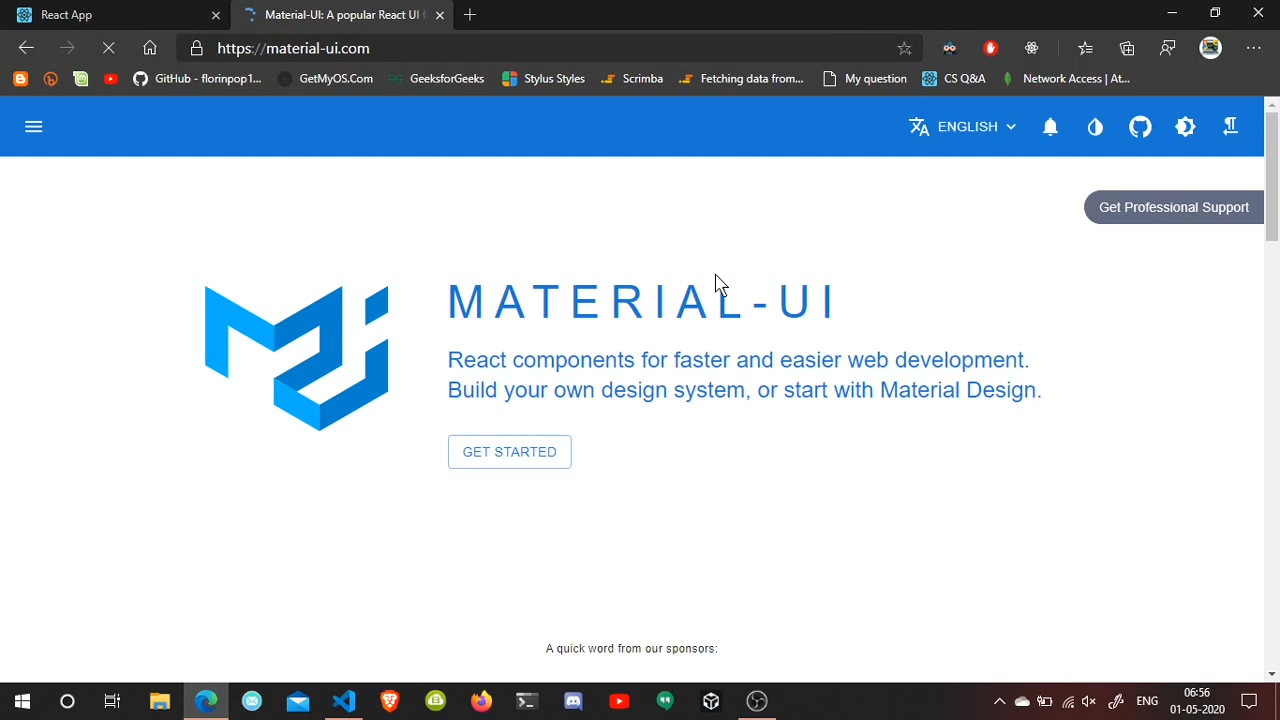 React App
Material-UI: A popular React UI f
https://material-ui.com
GitHub - florinpop1...
GetMyOS.Com
GeeksforGeeks
Stylus Styles
Scrimba
Fetching data from...
My question
CS Q&A
Network Access | At...
ENGLISH
Get Professional Support
MATERIAL-UI
React components for faster and easier web development.
Build your own design system, or start with Material Design.
GET STARTED
A quick word from our sponsors:
ENG
06:56
01-05-2020